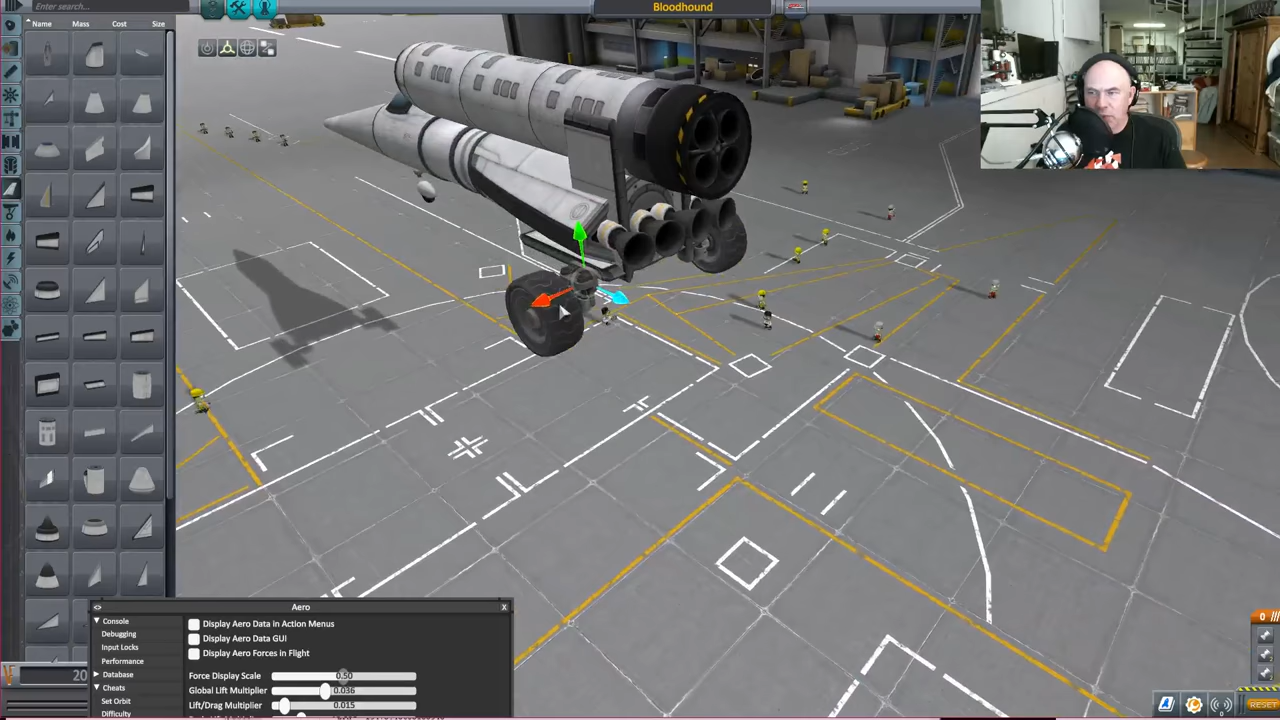 Enter search...
Bloodhound
Name Mass Cost Size
Aero x
Console
Debugging
Input Locks
Performance
Database
Cheats
Set Orbit
Difficulty
Display Aero Data in Action Menus
Display Aero Data GUI
Display Aero Forces in Flight
Force Display Scale 0.50
Global Lift Multiplier 0.036
Lift/Drag Multiplier 0.015
20
0
RESET